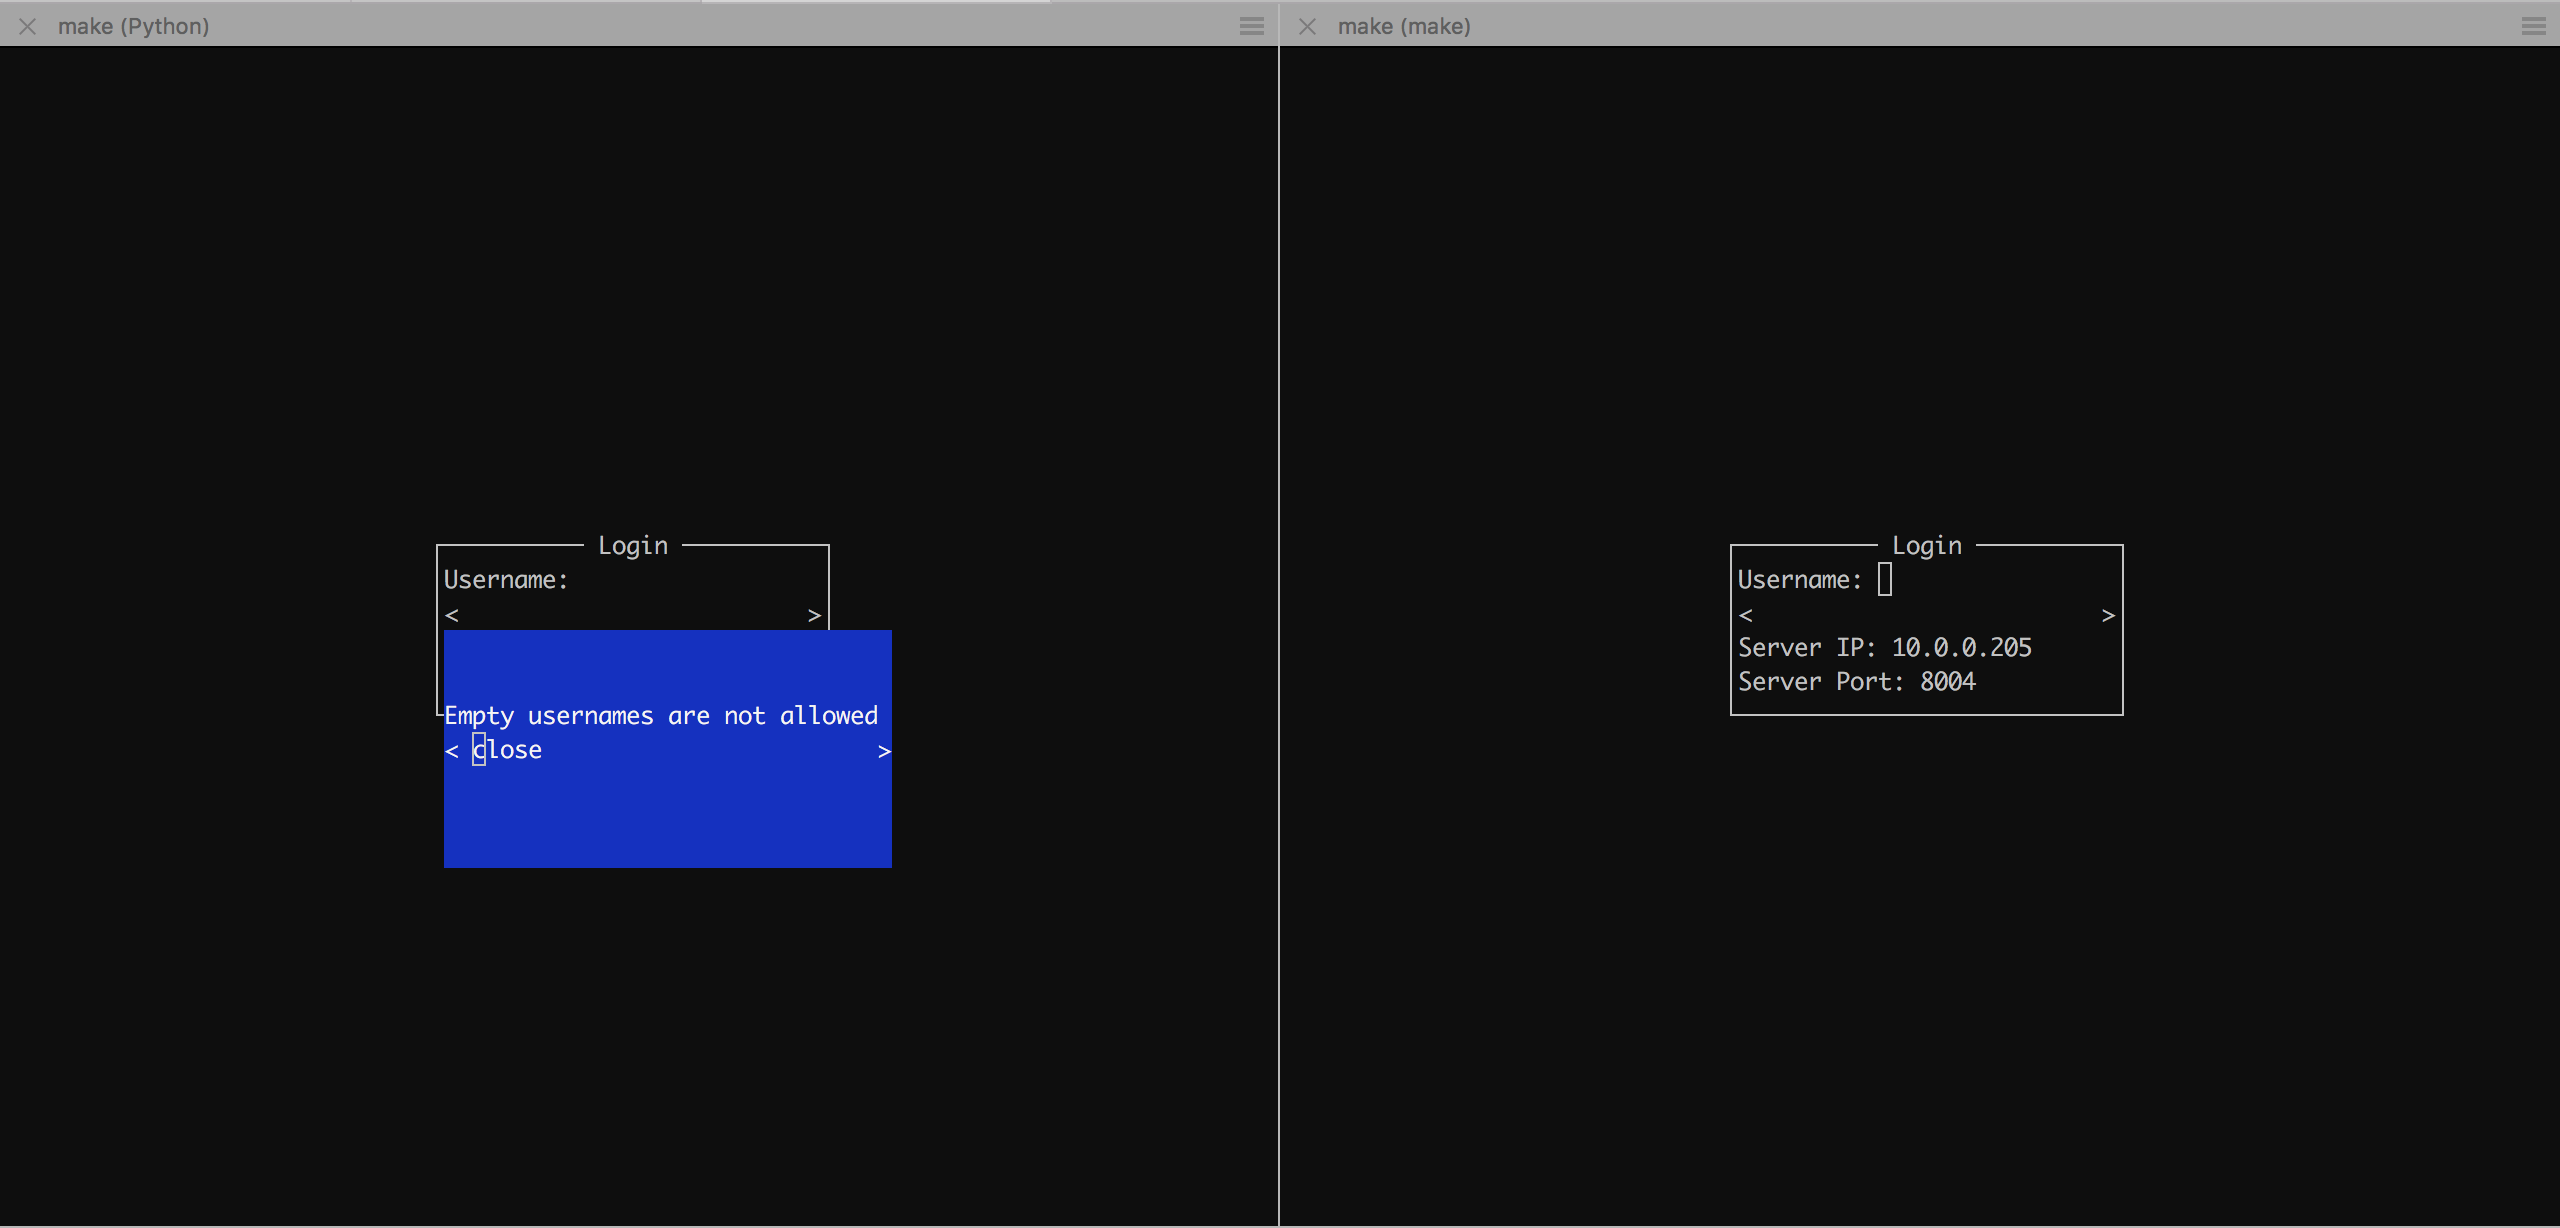 make (Python)
make (make)
Login
Username:
< >
Empty usernames are not allowed
< close >
Login
Username:
< >
Server IP: 10.0.0.205
Server Port: 8004